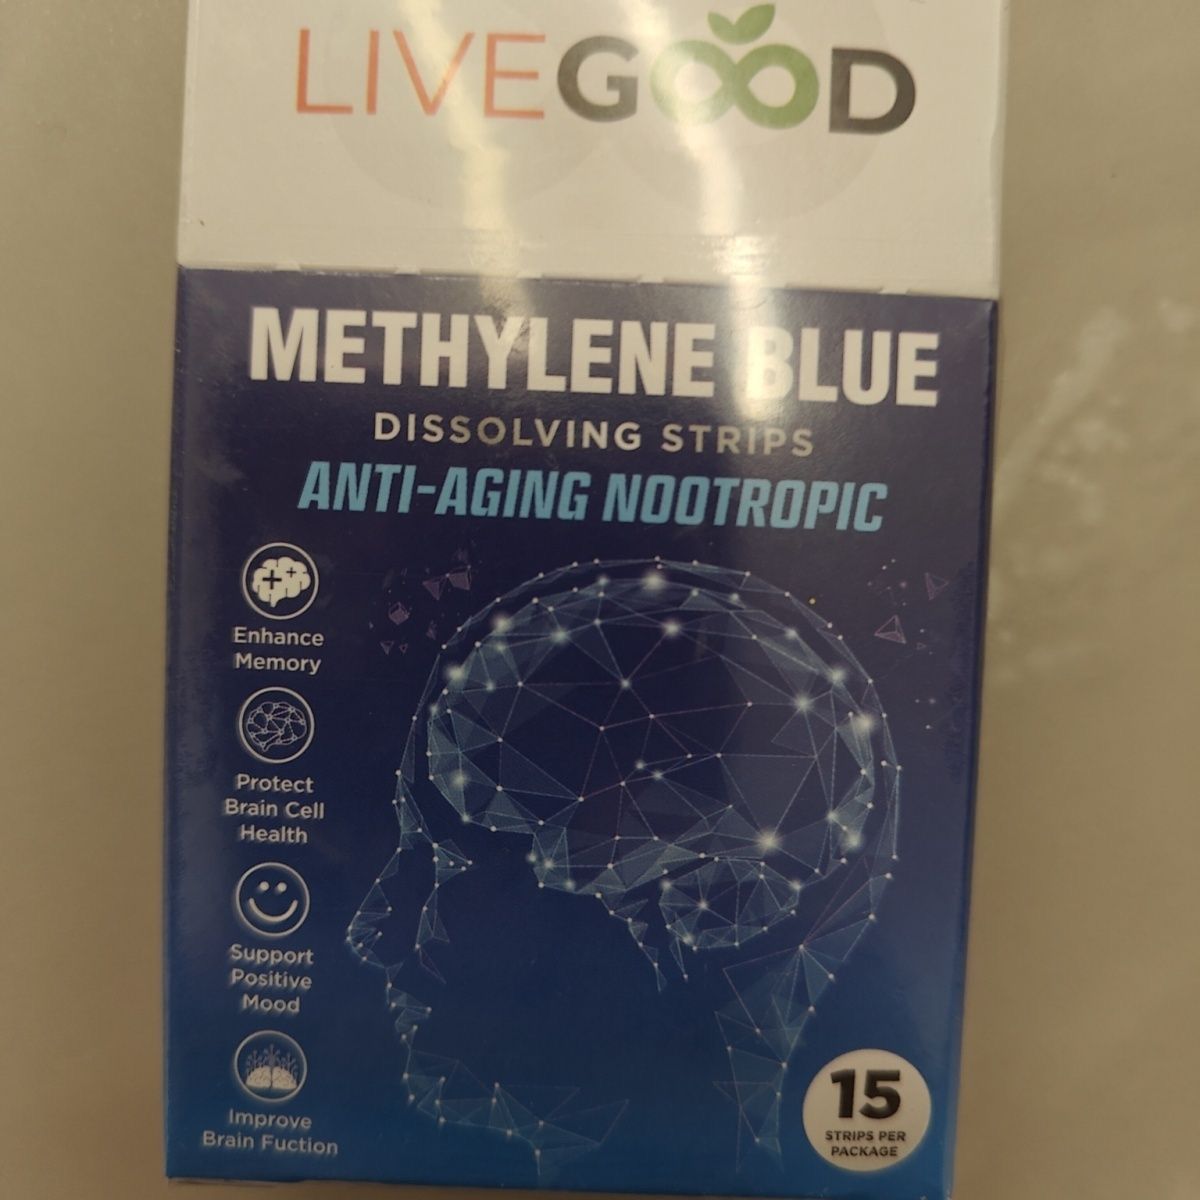 LIVEGOOD
METHYLENE BLUE
DISSOLVING STRIPS
ANTI-AGING NOOTROPIC
Enhance
Memory
Protect
Brain Cell
Health
Support
Positive
Mood
Improve
Brain Fuction
15
STRIPS PER
PACKAGE